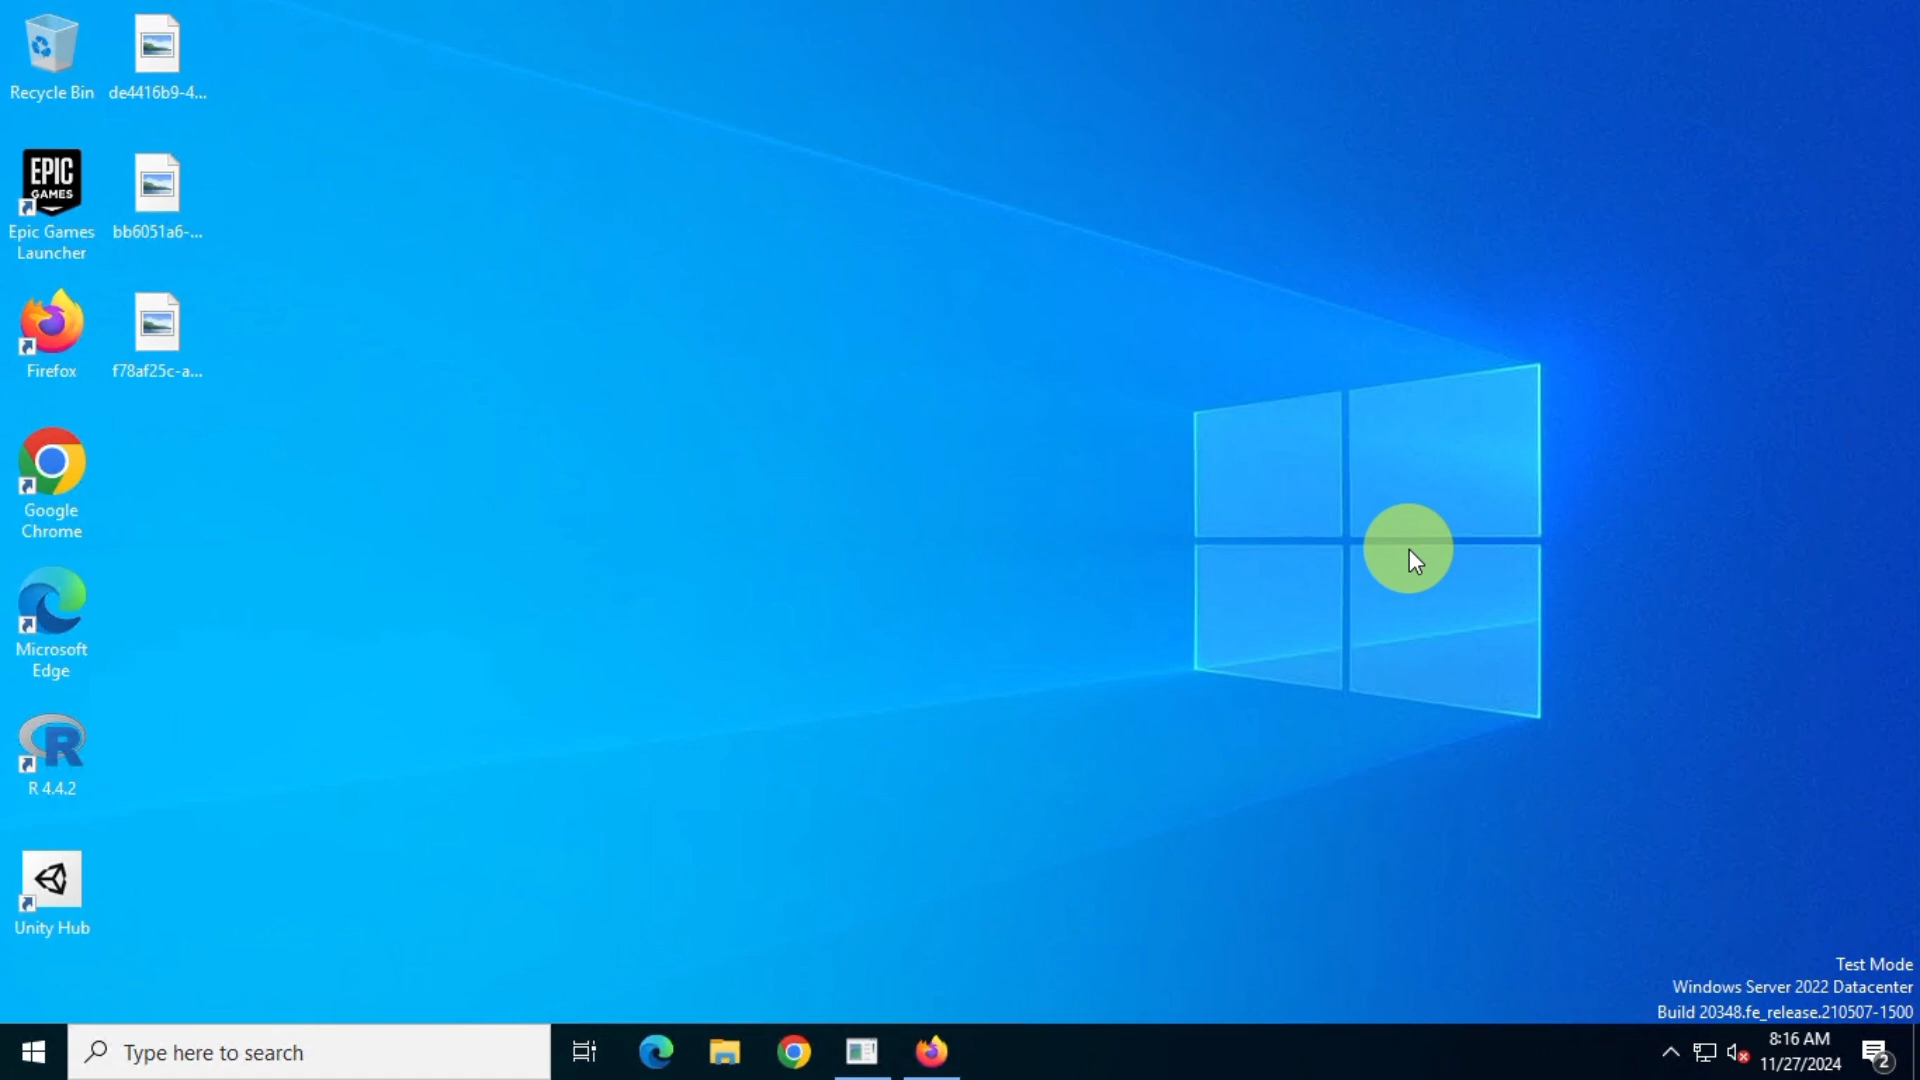 Recycle Bin
de4416b9-4...
EPIC
GAMES
Epic Games
Launcher
bb6051a6-...
Firefox
f78af25c-a...
Google
Chrome
Microsoft
Edge
R 4.4.2
Unity Hub
Test Mode
Windows Server 2022 Datacenter
Build 20348.fe_release.210507-1500
Type here to search
8:16 AM
11/27/2024
2